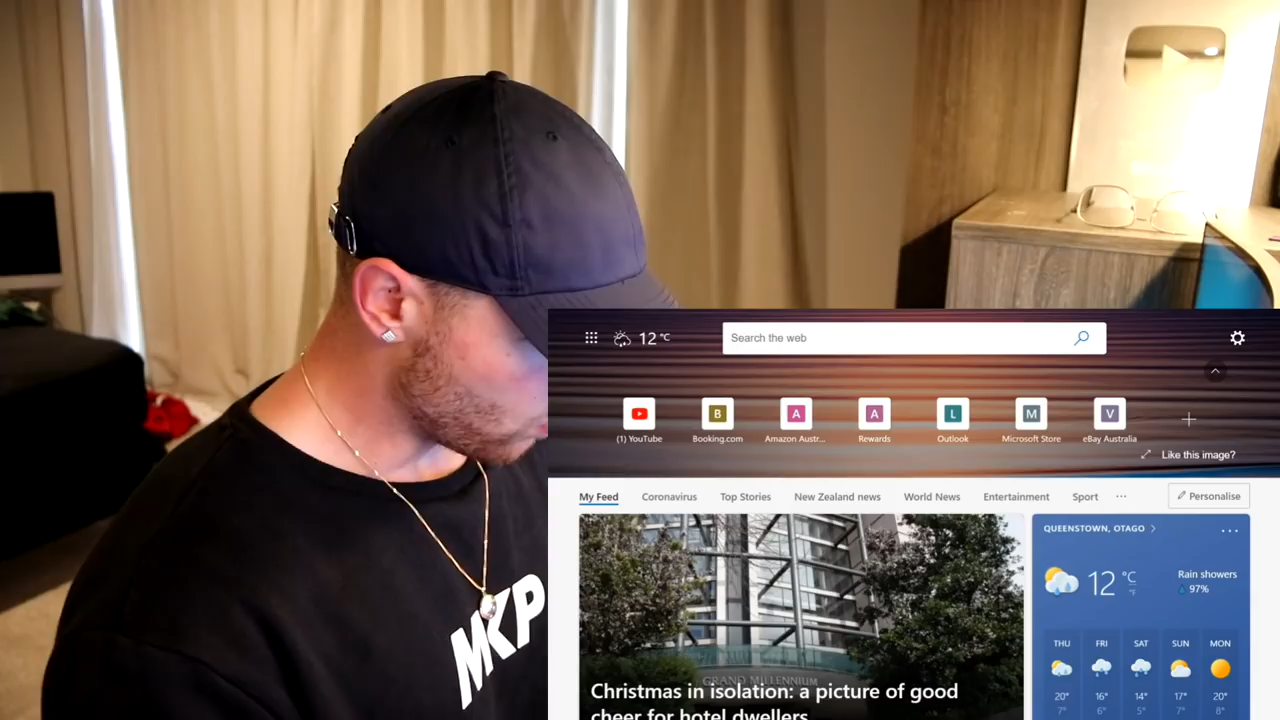 12 °C
Search the web
B
A
A
L
M
V
(1) YouTube
Booking.com
Amazon Austr...
Rewards
Outlook
Microsoft Store
eBay Australia
Like this image?
My Feed
Coronavirus
Top Stories
New Zealand news
World News
Entertainment
Sport
Personalise
GRAND MILLENNIUM
Christmas in isolation: a picture of good
cheer for hotel dwellers
QUEENSTOWN, OTAGO
12 °C
°F
Rain showers
97%
THU
FRI
SAT
SUN
MON
20°
16°
14°
17°
20°
7°
6°
5°
7°
8°
MKP